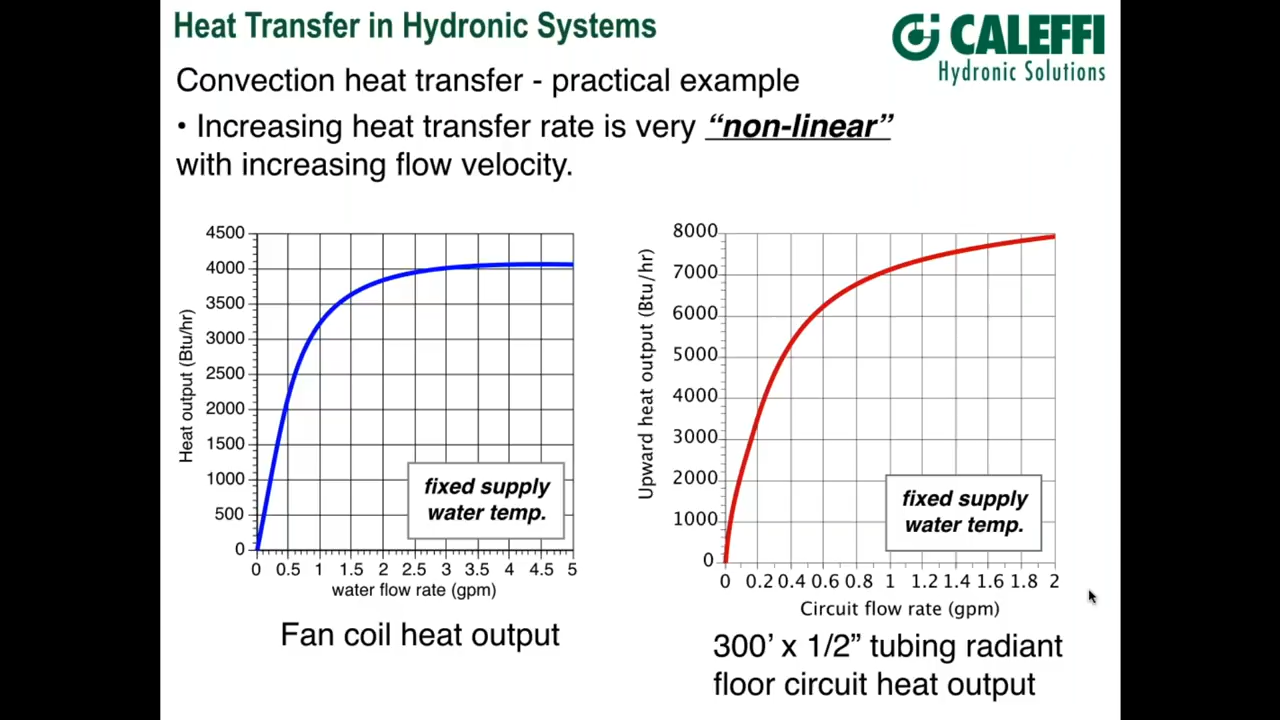 Heat Transfer in Hydronic Systems
CALEFFI
Hydronic Solutions
Convection heat transfer - practical example
• Increasing heat transfer rate is very “non-linear”
with increasing flow velocity.
Heat output (Btu/hr)
4500
4000
3500
3000
2500
2000
1500
1000
500
0
fixed supply
water temp.
0 0.5 1 1.5 2 2.5 3 3.5 4 4.5 5
water flow rate (gpm)
Fan coil heat output
Upward heat output (Btu/hr)
8000
7000
6000
5000
4000
3000
2000
1000
0
fixed supply
water temp.
0 0.2 0.4 0.6 0.8 1 1.2 1.4 1.6 1.8 2
Circuit flow rate (gpm)
300’ x 1/2” tubing radiant
floor circuit heat output